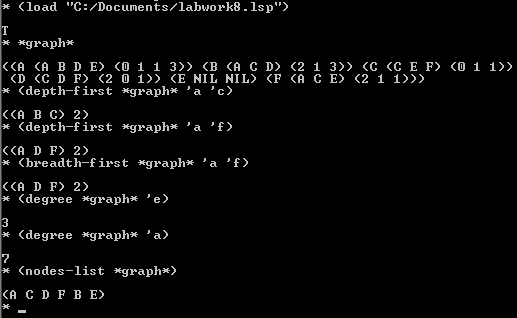 * (load "C:/Documents/labwork8.lsp")
T
* *graph*
((A (A B D E) (0 1 1 3)) (B (A C D) (2 1 3)) (C (C E F) (0 1 1))
(D (C D F) (2 0 1)) (E NIL NIL) (F (A C E) (2 1 1)))
* (depth-first *graph* 'a 'c)
((A B C) 2)
* (depth-first *graph* 'a 'f)
((A D F) 2)
* (breadth-first *graph* 'a 'f)
((A D F) 2)
* (degree *graph* 'e)
3
* (degree *graph* 'a)
7
* (nodes-list *graph*)
(A C D F B E)
* _